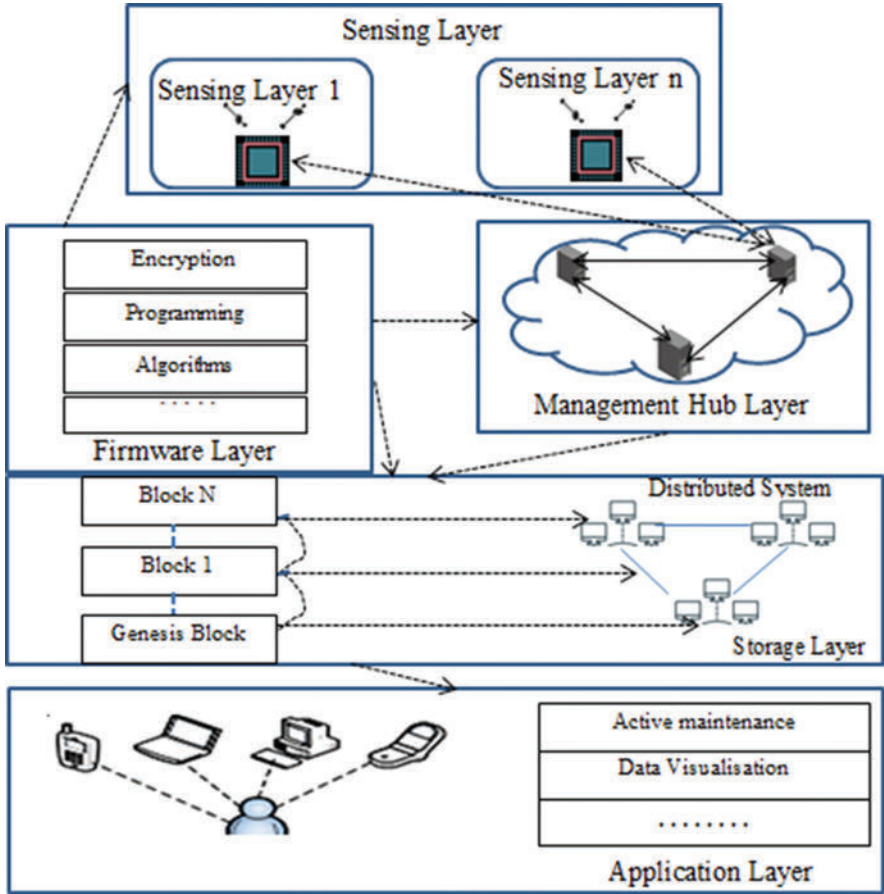 Sensing Layer
Sensing Layer 1
Sensing Layer n
Encryption
Programming
Algorithms
. . . . .
Firmware Layer
Management Hub Layer
Block N
Block 1
Genesis Block
Distributed System
Storage Layer
Active maintenance
Data Visualisation
. . . . . . . .
Application Layer